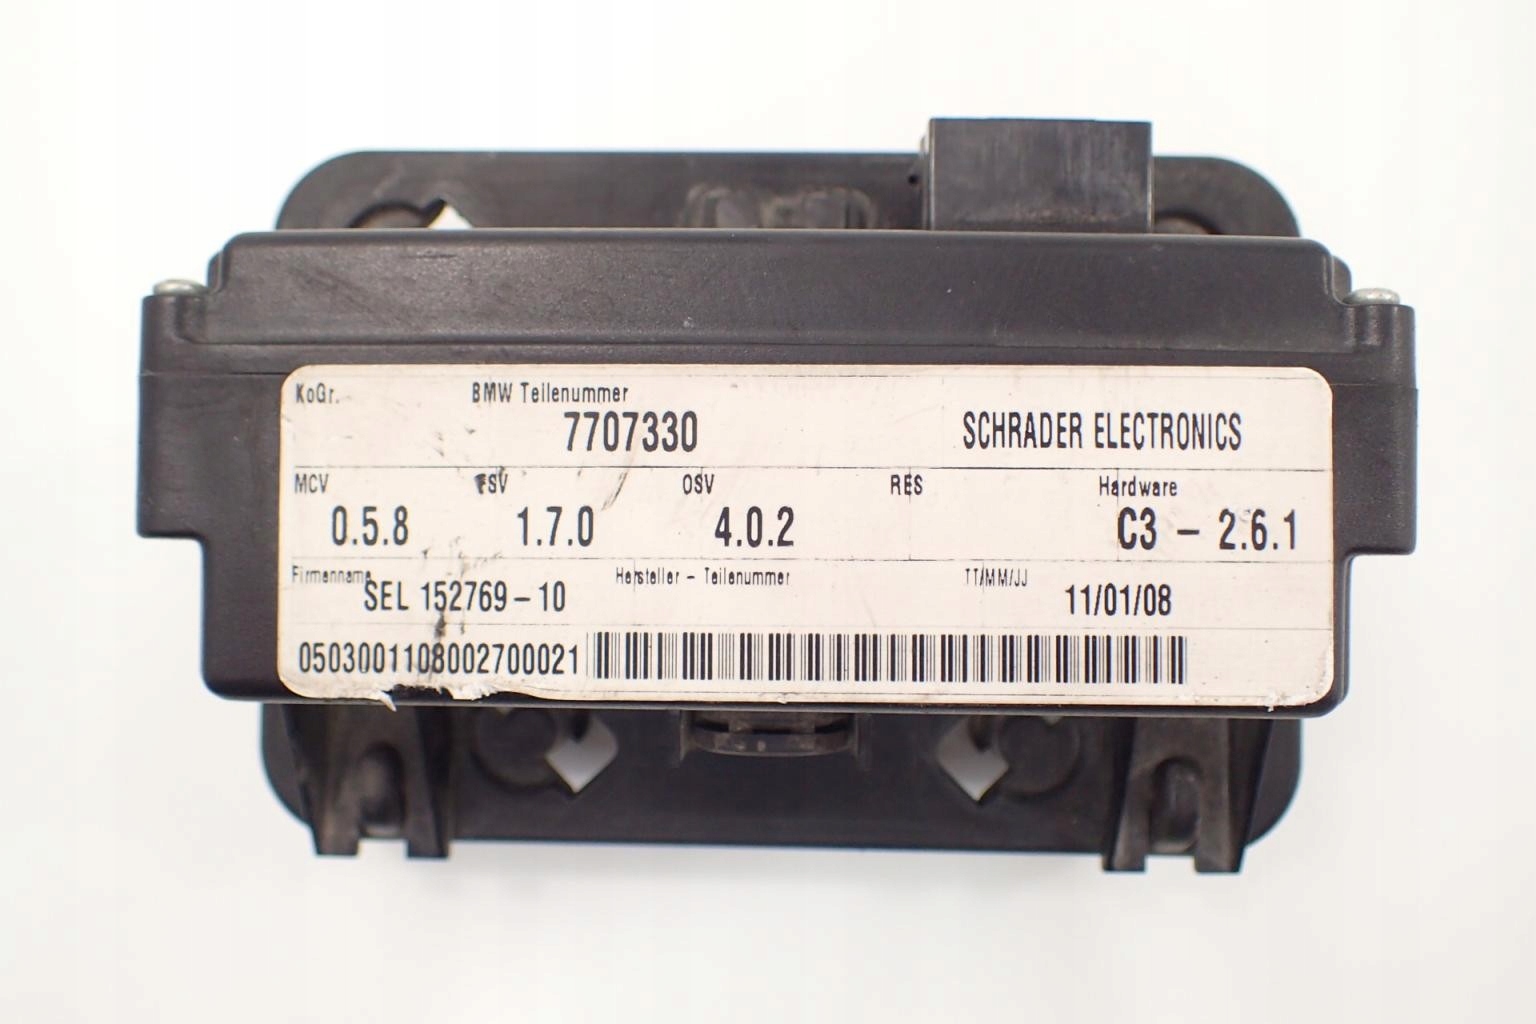 KoGr. BMW Teilenummer
7707330 SCHRADER ELECTRONICS
MCV FSV OSV RES Hardware
0.5.8 1.7.0 4.0.2 C3 - 2.6.1
Firmenname Hersteller - Teilenummer TT/MM/JJ
SEL 152769-10 11/01/08
0503001108002700021